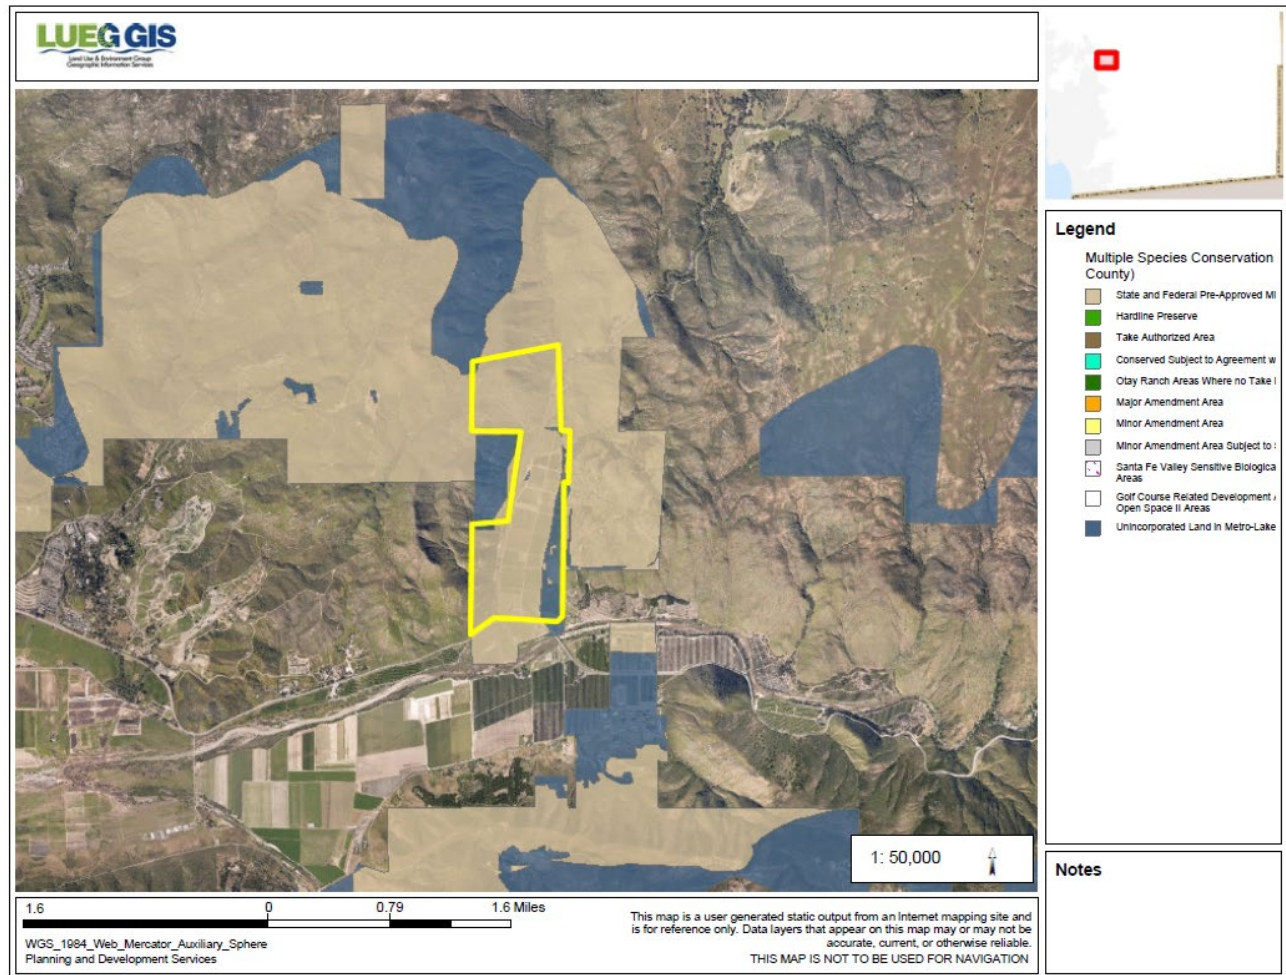 LUEG GIS
Land Use & Environment Group
Geographic Information Services
Legend
Multiple Species Conservation
County)
State and Federal Pre-Approved Mi
Hardline Preserve
Take Authorized Area
Conserved Subject to Agreement w
Otay Ranch Areas Where no Take
Major Amendment Area
Minor Amendment Area
Minor Amendment Area Subject to
Santa Fe Valley Sensitive Biologica
Areas
Golf Course Related Development
Open Space II Areas
Unincorporated Land in Metro-Lake
1: 50,000
Notes
1.6 0 0.79 1.6 Miles
WGS_1984_Web_Mercator_Auxiliary_Sphere
Planning and Development Services
This map is a user generated static output from an Internet mapping site and
is for reference only. Data layers that appear on this map may or may not be
accurate, current, or otherwise reliable.
THIS MAP IS NOT TO BE USED FOR NAVIGATION